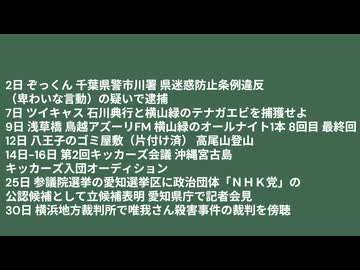 2日 ぞっくん 千葉県警市川署 県迷惑防止条例違反
（卑わいな言動）の疑いで逮捕
7日 ツイキャス 石川典行と横山緑のテナガエビを捕獲せよ
9日 浅草橋 鳥越アズーリFM 横山緑のオールナイト1本 8回目 最終回
12日 八王子のゴミ屋敷（片付け済） 高尾山登山
14日-16日 第2回キッカーズ会議 沖縄宮古島
キッカーズ入団オーディション
25日 参議院選挙の愛知選挙区に政治団体「ＮＨＫ党」の
公認候補として立候補表明 愛知県庁で記者会見
30日 横浜地方裁判所で唯我さん殺害事件の裁判を傍聴